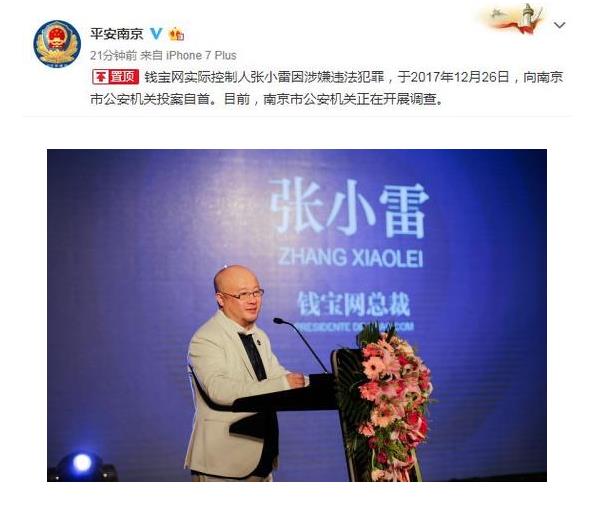 平安南京
21分钟前 来自 iPhone 7 Plus
置顶 钱宝网实际控制人张小雷因涉嫌违法犯罪，于2017年12月26日，向南京
市公安机关投案自首。目前，南京市公安机关正在开展调查。
张小雷
ZHANG XIAOLEI
钱宝网总裁
PRESIDENTE DE
.COM